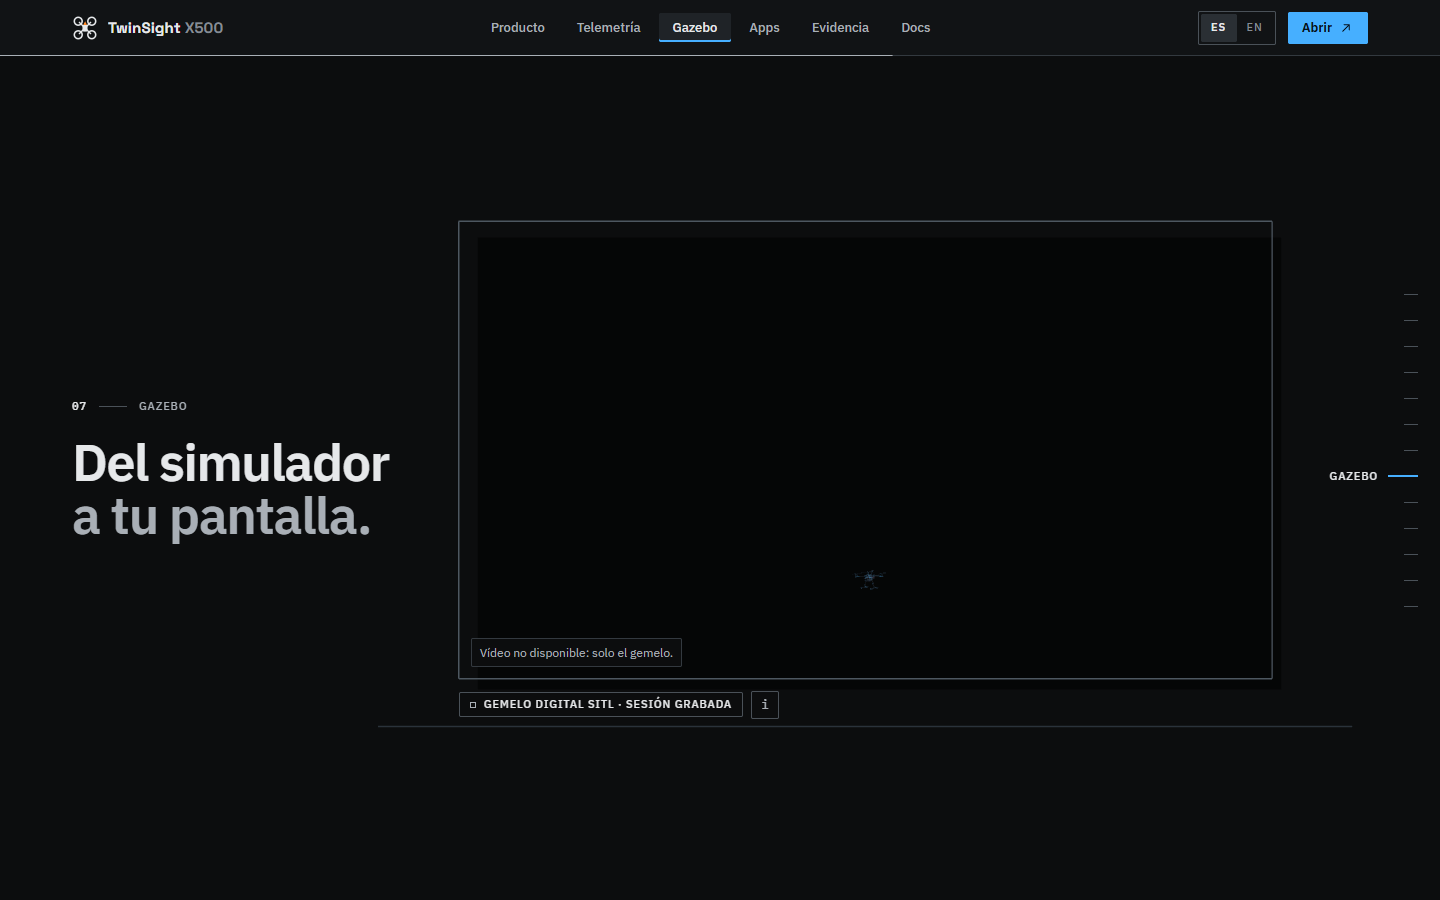 TwinSight X500
Producto
Telemetría
Gazebo
Apps
Evidencia
Docs
ES
EN
Abrir
07
GAZEBO
Del simulador
a tu pantalla.
Vídeo no disponible: solo el gemelo.
GEMELO DIGITAL SITL · SESIÓN GRABADA
i
GAZEBO